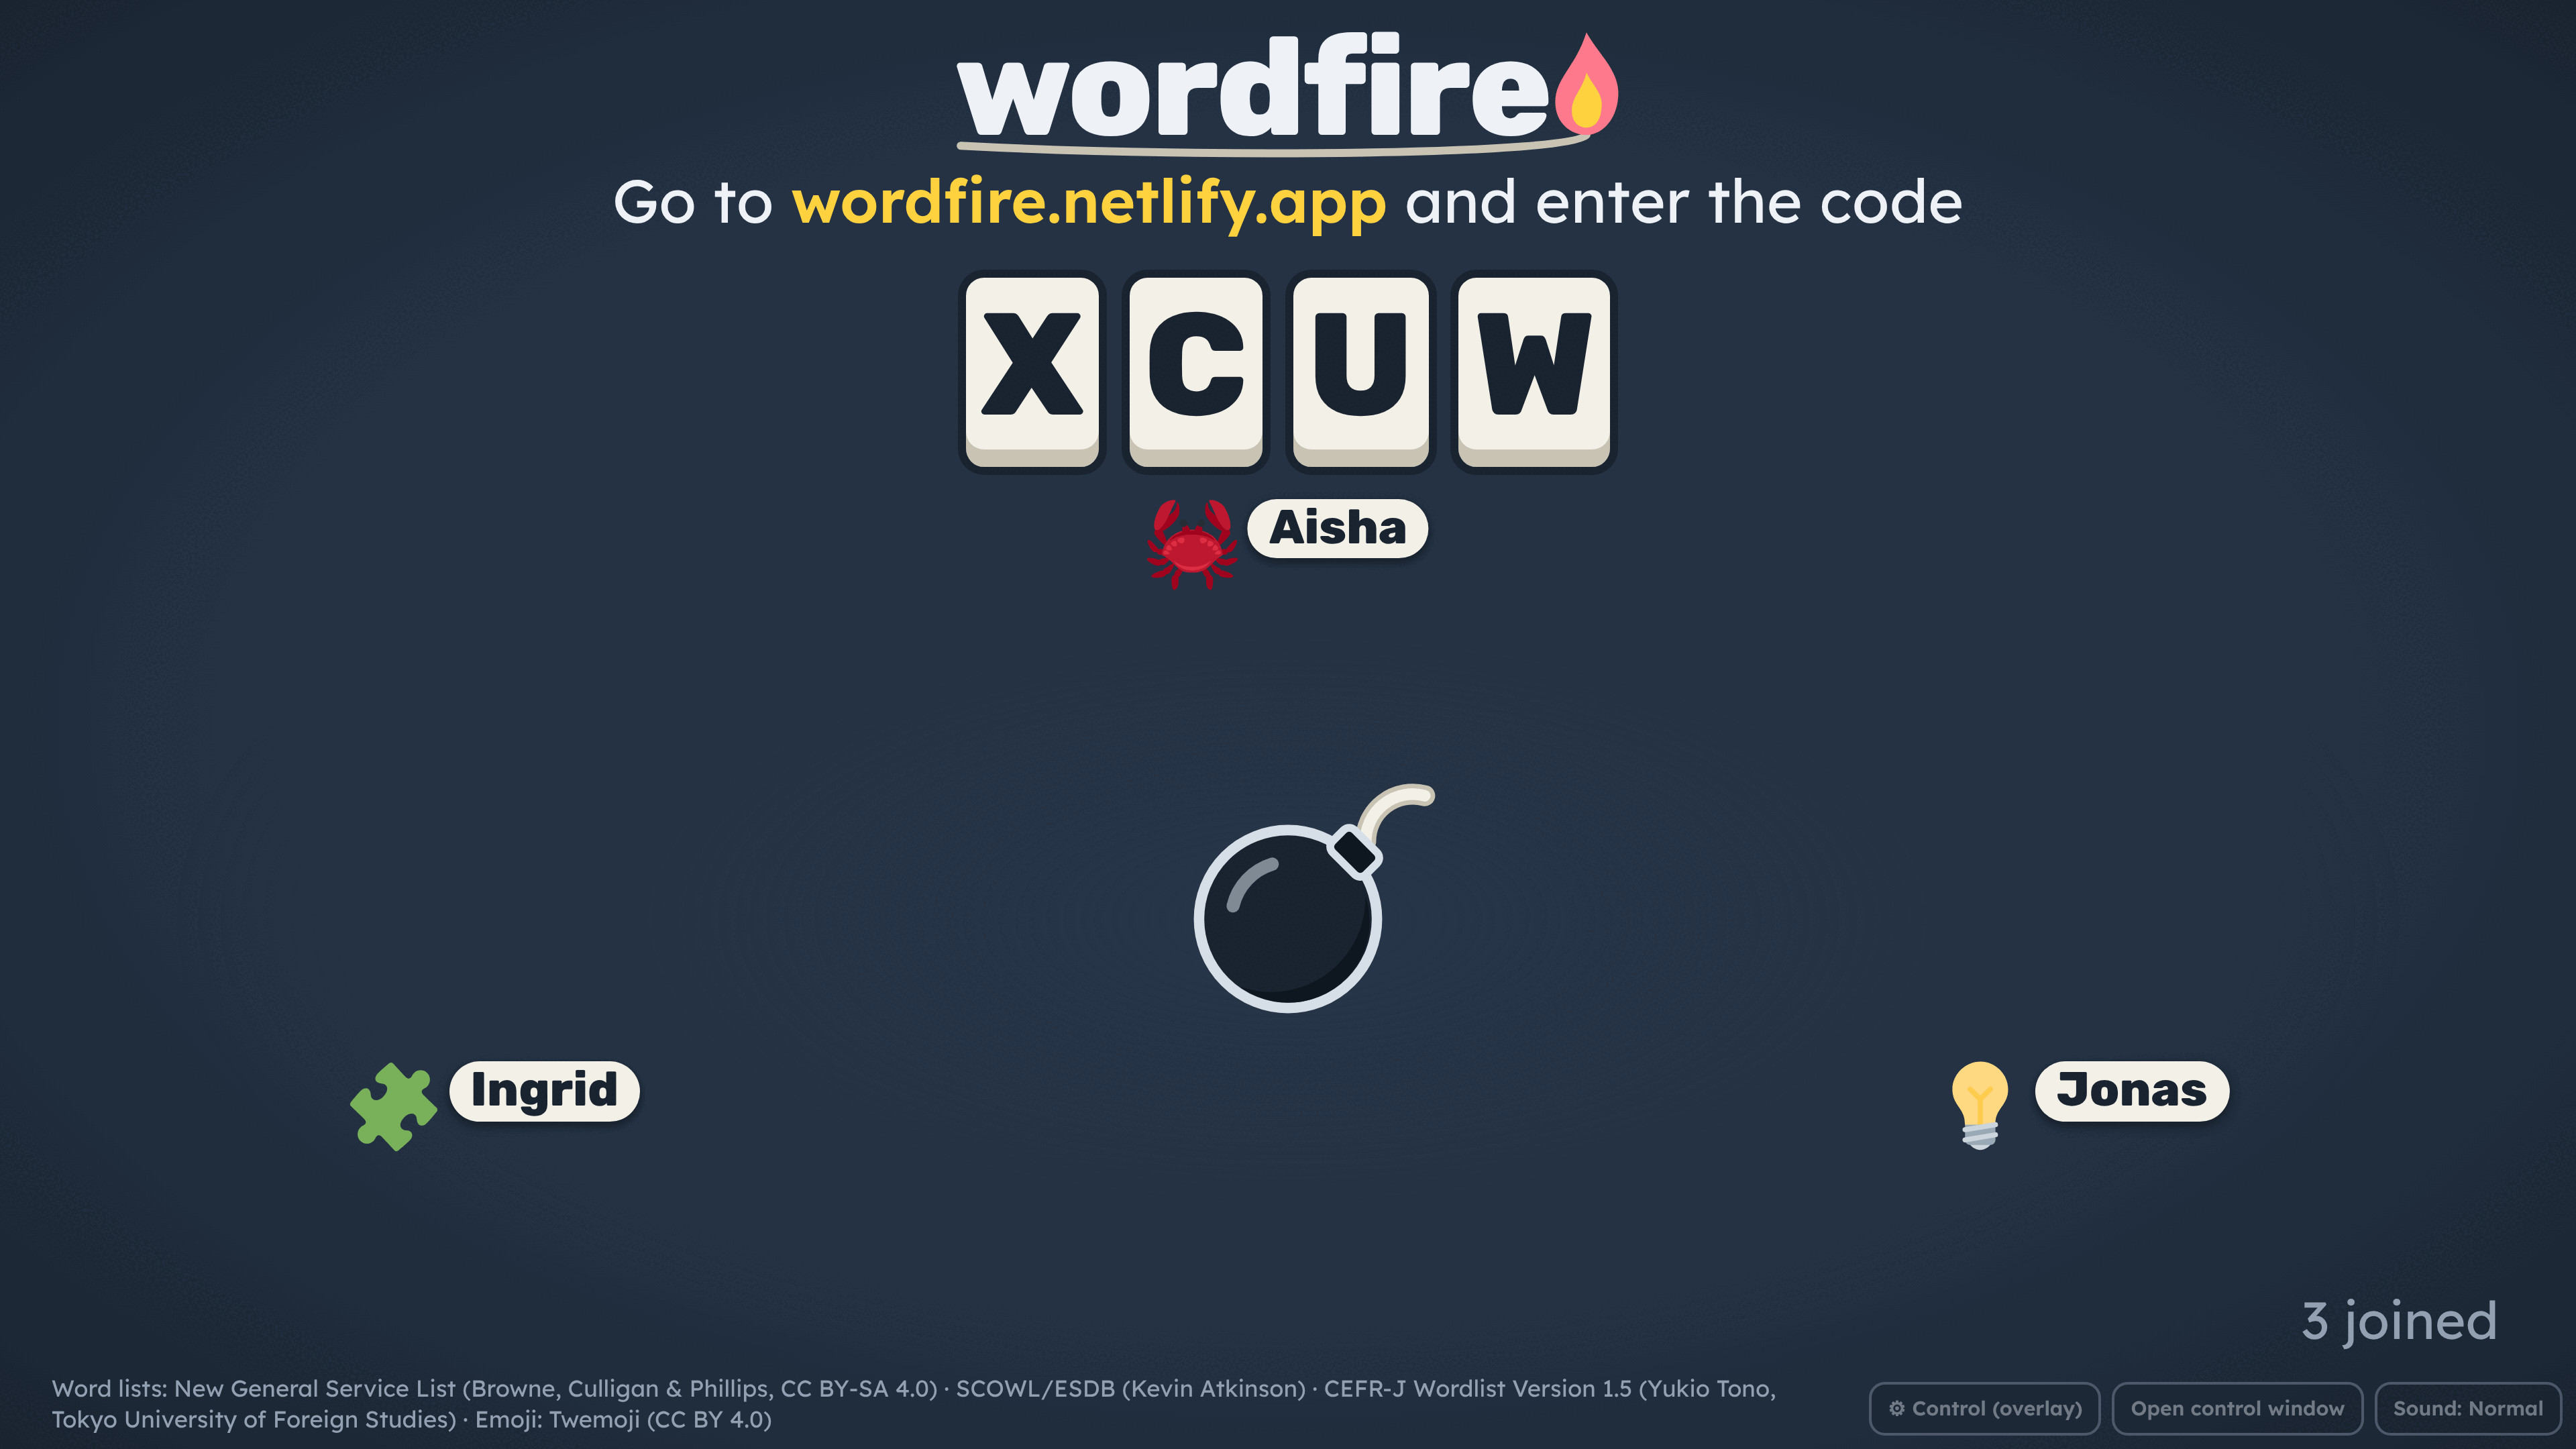 wordfire
Go to wordfire.netlify.app and enter the code
XCUW
Aisha
Ingrid
Jonas
3 joined
Word lists: New General Service List (Browne, Culligan & Phillips, CC BY-SA 4.0) · SCOWL/ESDB (Kevin Atkinson) · CEFR-J Wordlist Version 1.5 (Yukio Tono,
Tokyo University of Foreign Studies) · Emoji: Twemoji (CC BY 4.0)
⚙ Control (overlay)
Open control window
Sound: Normal